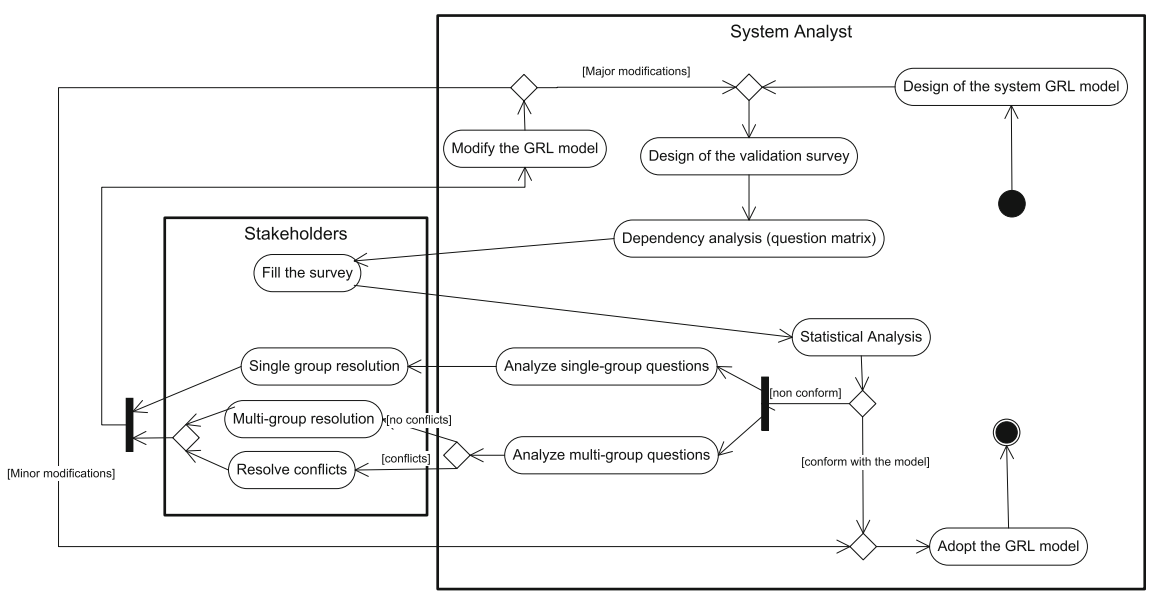 System Analyst
[Major modifications]
Design of the system GRL model
Modify the GRL model
Design of the validation survey
Stakeholders
Dependency analysis (question matrix)
Fill the survey
Statistical Analysis
Single group resolution
Analyze single-group questions
[non conform]
Multi-group resolution
[no conflicts]
[conflicts]
Analyze multi-group questions
[conform with the model]
Resolve conflicts
[Minor modifications]
Adopt the GRL model